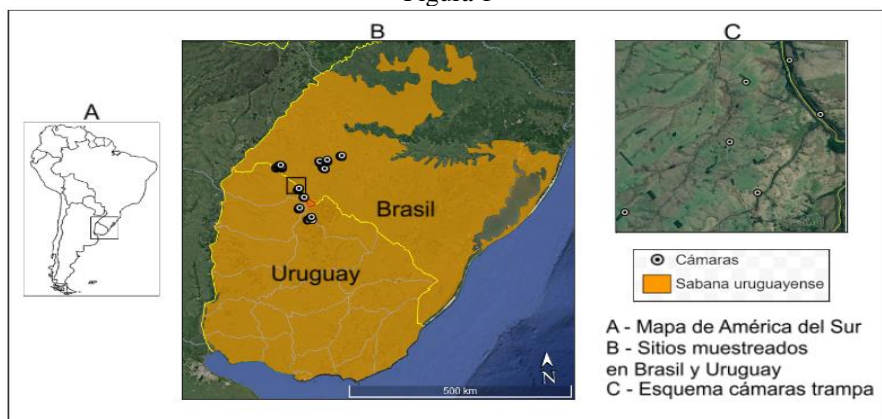 Figura 1
A
B
C
Brasil
Uruguay
500 km
N
Cámaras
Sabana uruguayense
A - Mapa de América del Sur
B - Sitios muestreados
en Brasil y Uruguay
C - Esquema cámaras trampa